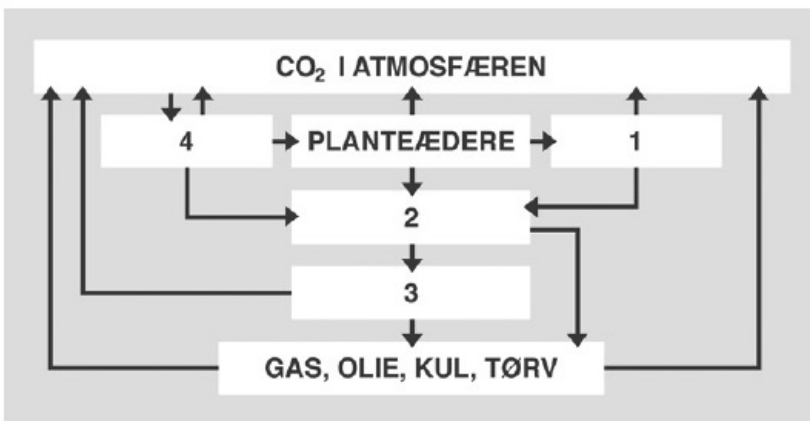 CO₂ I ATMOSFÆREN
4
PLANTEÆDERE
1
2
3
GAS, OLIE, KUL, TØRV